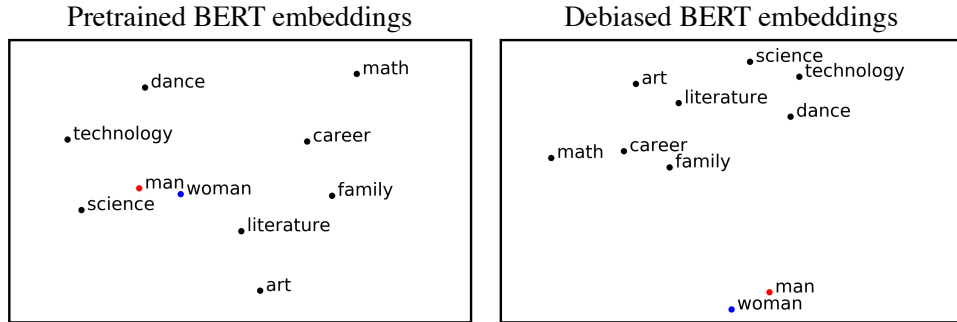 Pretrained BERT embeddings
dance
math
technology
career
man
woman
science
family
literature
art
Debiased BERT embeddings
science
technology
art
literature
dance
career
math
family
man
woman